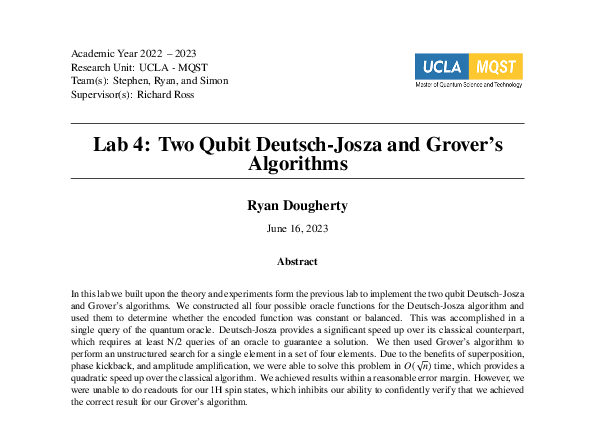 Academic Year 2022 – 2023
Research Unit: UCLA - MQST
Team(s): Stephen, Ryan, and Simon
Supervisor(s): Richard Ross
UCLA MQST
Master of Quantum Science and Technology
Lab 4: Two Qubit Deutsch-Josza and Grover's
Algorithms
Ryan Dougherty
June 16, 2023
Abstract
In this lab we built upon the theory and experiments form the previous lab to implement the two qubit Deutsch-Josza
and Grover's algorithms. We constructed all four possible oracle functions for the Deutsch-Josza algorithm and
used them to determine whether the encoded function was constant or balanced. This was accomplished in a
single query of the quantum oracle. Deutsch-Josza provides a significant speed up over its classical counterpart,
which requires at least N/2 queries of an oracle to guarantee a solution. We then used Grover's algorithm to
perform an unstructured search for a single element in a set of four elements. Due to the benefits of superposition,
phase kickback, and amplitude amplification, we were able to solve this problem in O(√n) time, which provides a
quadratic speed up over the classical algorithm. We achieved results within a reasonable error margin. However, we
were unable to do readouts for our 1H spin states, which inhibits our ability to confidently verify that we achieved
the correct result for our Grover's algorithm.